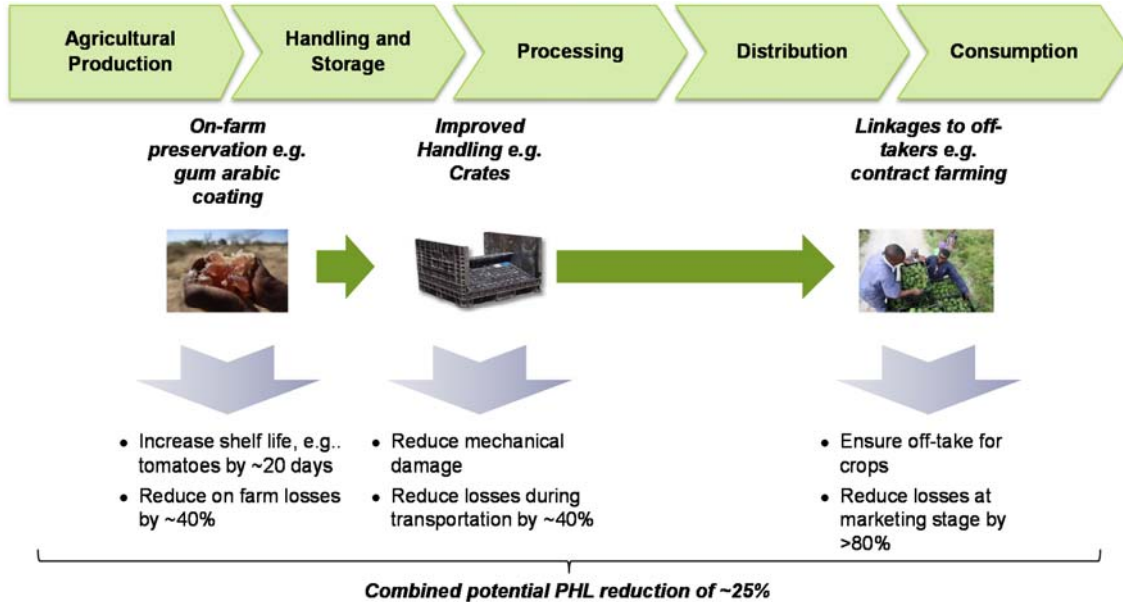 Agricultural
Production
Handling and
Storage
Processing
Distribution
Consumption
On-farm
preservation e.g.
gum arabic
coating
Improved
Handling e.g.
Crates
Linkages to off-
takers e.g.
contract farming
• Increase shelf life, e.g..
tomatoes by ~20 days
• Reduce on farm losses
by ~40%
• Reduce mechanical
damage
• Reduce losses during
transportation by ~40%
• Ensure off-take for
crops
• Reduce losses at
marketing stage by
>80%
Combined potential PHL reduction of ~25%